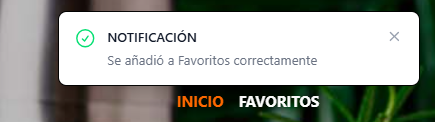 NOTIFICACIÓN
Se añadió a Favoritos correctamente
INICIO FAVORITOS